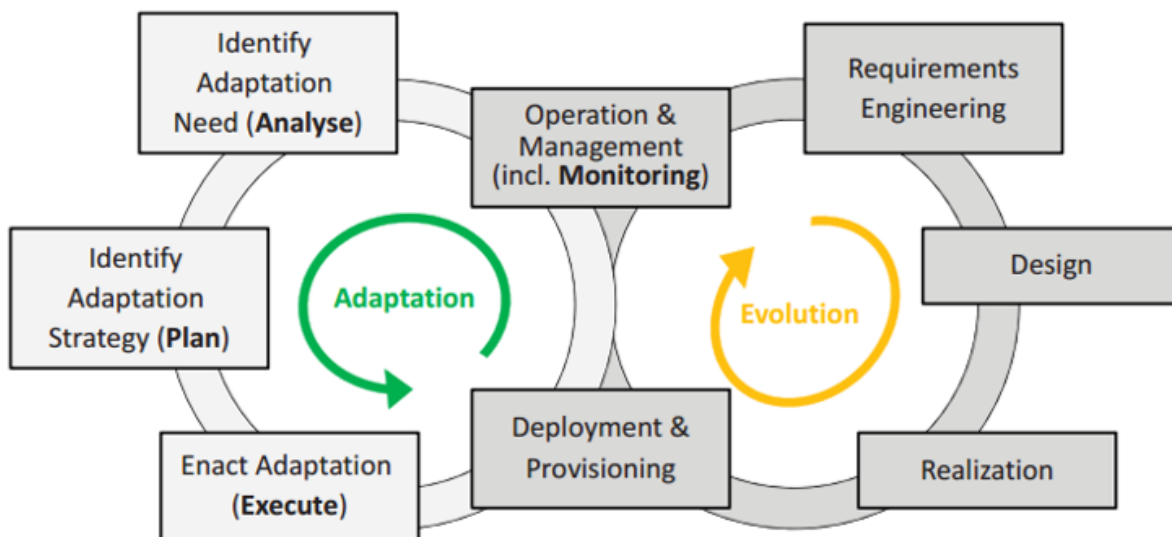 Identify
Adaptation
Need (Analyse)
Operation &
Management
(incl. Monitoring)
Requirements
Engineering
Identify
Adaptation
Strategy (Plan)
Adaptation
Evolution
Design
Enact Adaptation
(Execute)
Deployment &
Provisioning
Realization